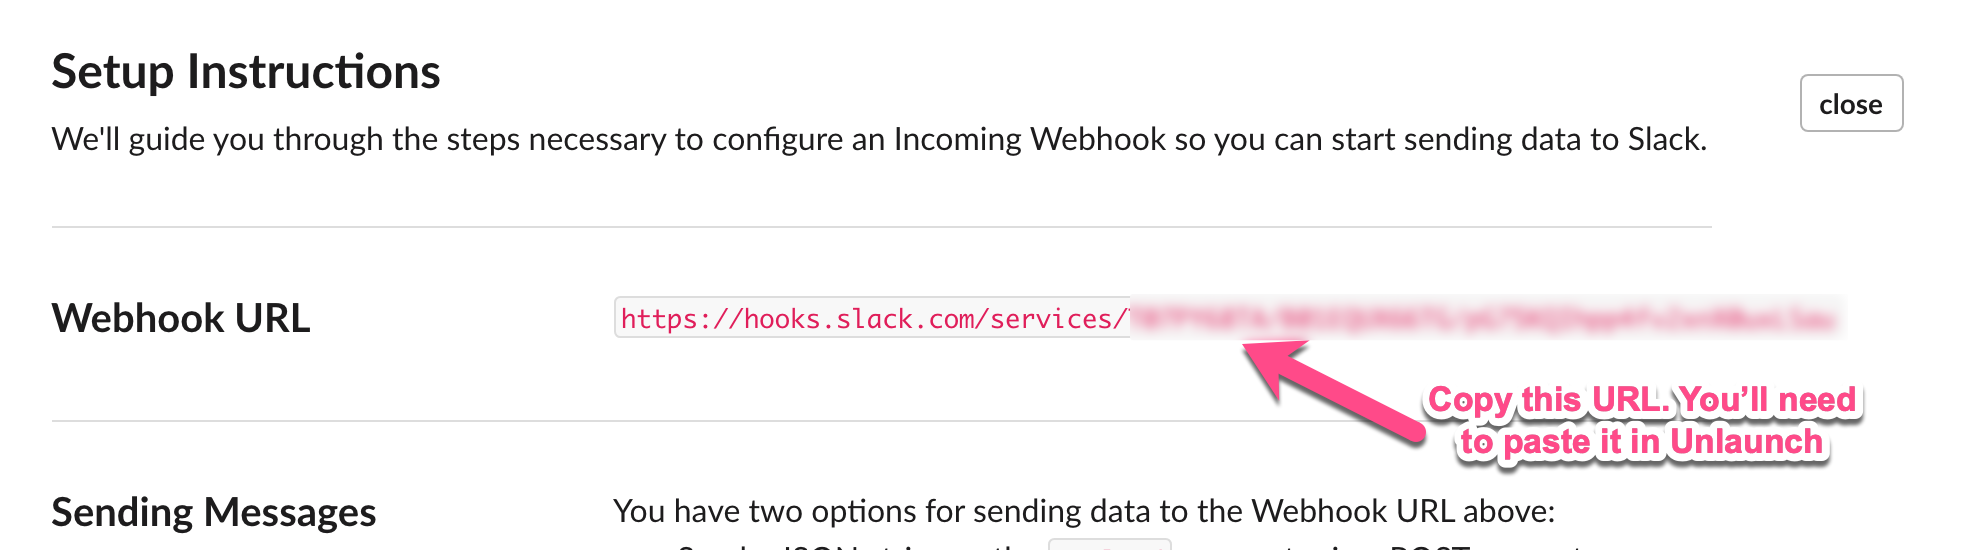 Setup Instructions
close
We'll guide you through the steps necessary to configure an Incoming Webhook so you can start sending data to Slack.
Webhook URL
https://hooks.slack.com/services/
Copy this URL. You'll need
to paste it in Unlaunch
Sending Messages
You have two options for sending data to the Webhook URL above: